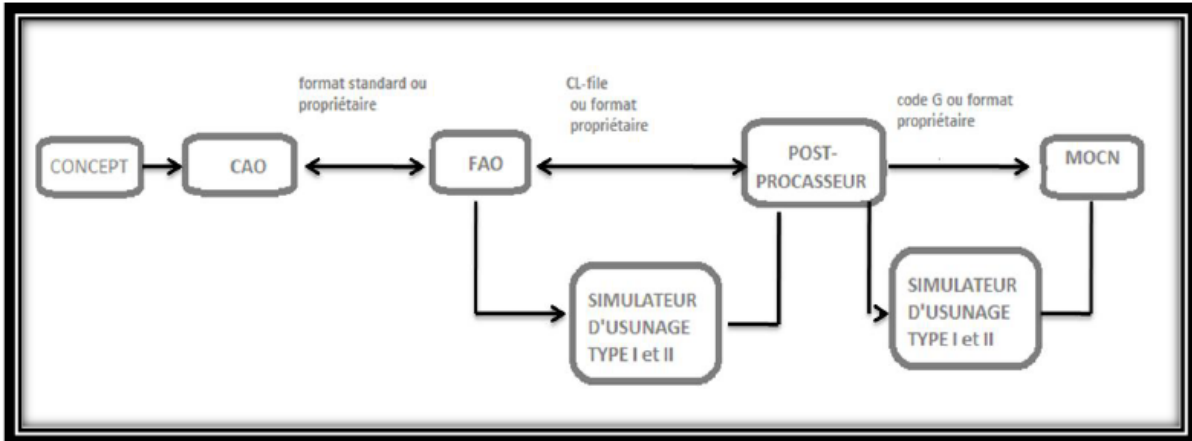 format standard ou
propriétaire
CL-file
ou format
propriétaire
code G ou format
propriétaire
CONCEPT
CAO
FAO
POST-
PROCASSEUR
MOCN
SIMULATEUR
D'USUNAGE
TYPE I et II
SIMULATEUR
D'USUNAGE
TYPE I et II